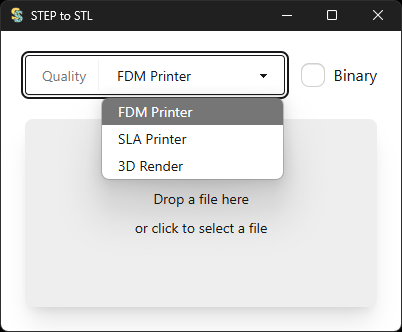 STEP to STL
Quality FDM Printer Binary
FDM Printer
SLA Printer
3D Render
Drop a file here
or click to select a file